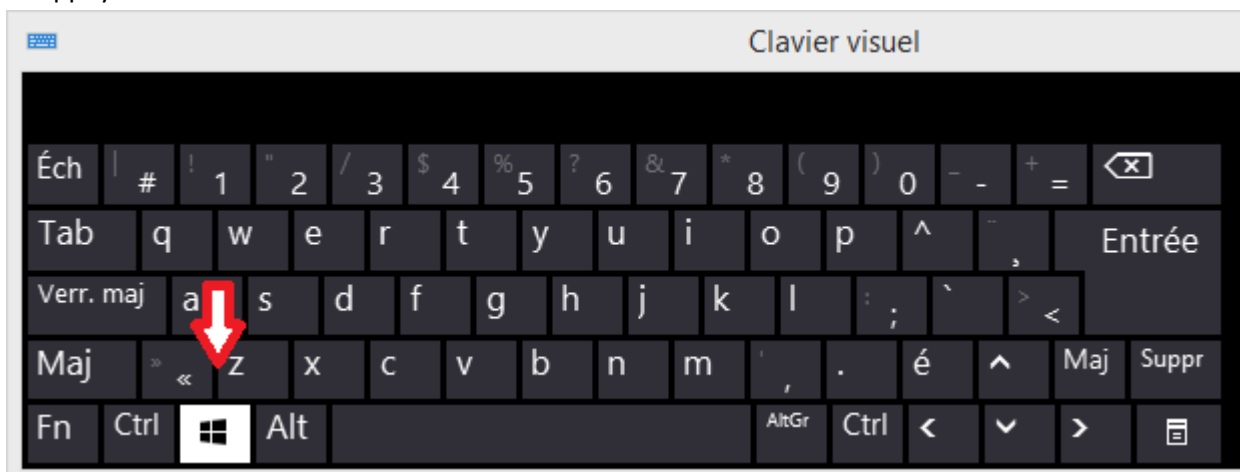 Clavier visuel
Éch | # ! 1 " 2 / 3 $ 4 % 5 ? 6 & 7 * 8 ( 9 ) 0 _ - + =
Tab q w e r t y u i o p ^ ¨ ¸ Entrée
Verr. maj a s d f g h j k l : ; ` > <
Maj » « z x c v b n m ' , . é ^ Maj Suppr
Fn Ctrl Alt AltGr Ctrl < ⌄ >